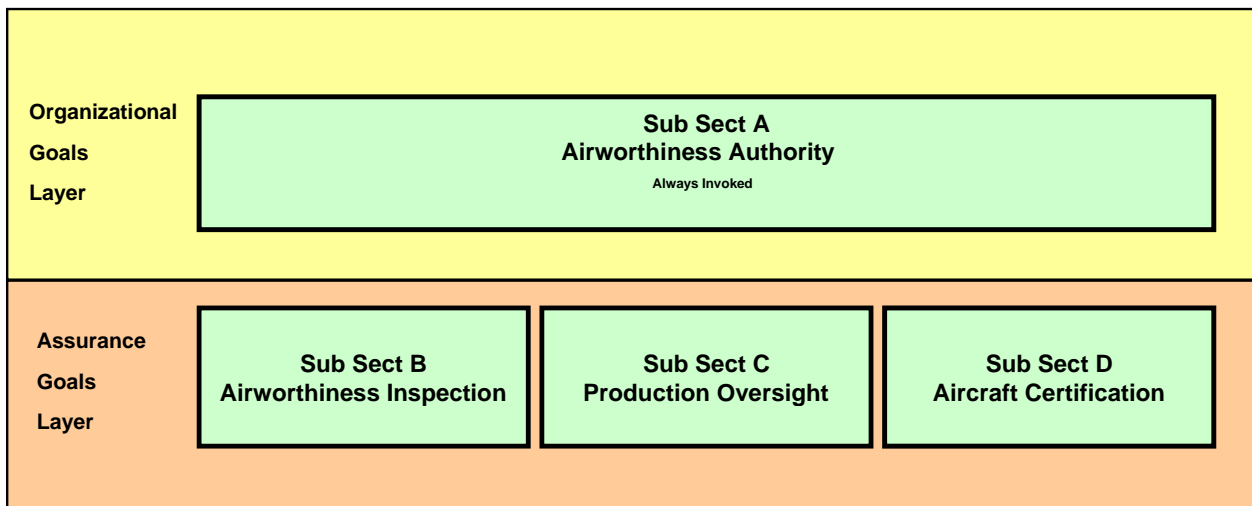 Organizational
Goals
Layer
Sub Sect A
Airworthiness Authority
Always Invoked
Assurance
Goals
Layer
Sub Sect B
Airworthiness Inspection
Sub Sect C
Production Oversight
Sub Sect D
Aircraft Certification